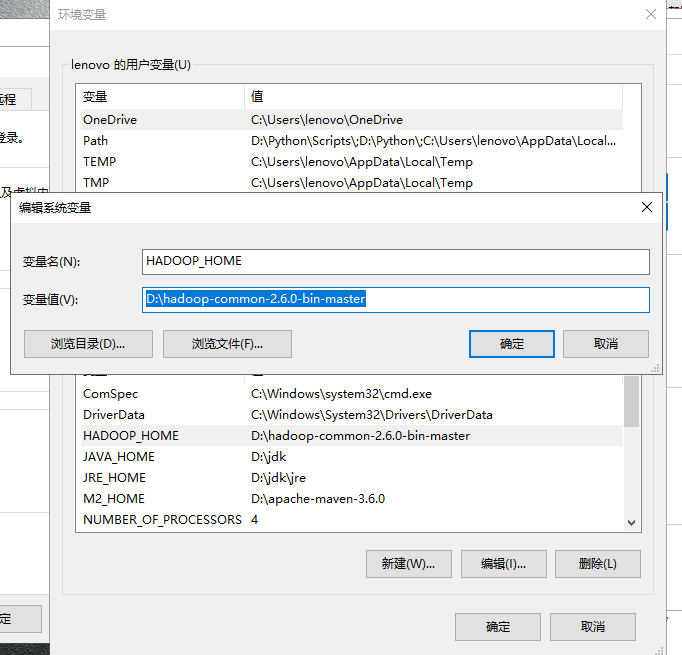 环境变量
lenovo 的用户变量(U)
变量 值
OneDrive C:\Users\lenovo\OneDrive
Path D:\Python\Scripts\;D:\Python\;C:\Users\lenovo\AppData\Local...
TEMP C:\Users\lenovo\AppData\Local\Temp
TMP C:\Users\lenovo\AppData\Local\Temp
远程
登录。
编辑系统变量
变量名(N): HADOOP_HOME
变量值(V): D:\hadoop-common-2.6.0-bin-master
浏览目录(D)... 浏览文件(F)... 确定 取消
ComSpec C:\Windows\system32\cmd.exe
DriverData C:\Windows\System32\Drivers\DriverData
HADOOP_HOME D:\hadoop-common-2.6.0-bin-master
JAVA_HOME D:\jdk
JRE_HOME D:\jdk\jre
M2_HOME D:\apache-maven-3.6.0
NUMBER_OF_PROCESSORS 4
新建(W)... 编辑(I)... 删除(L)
定
确定 取消